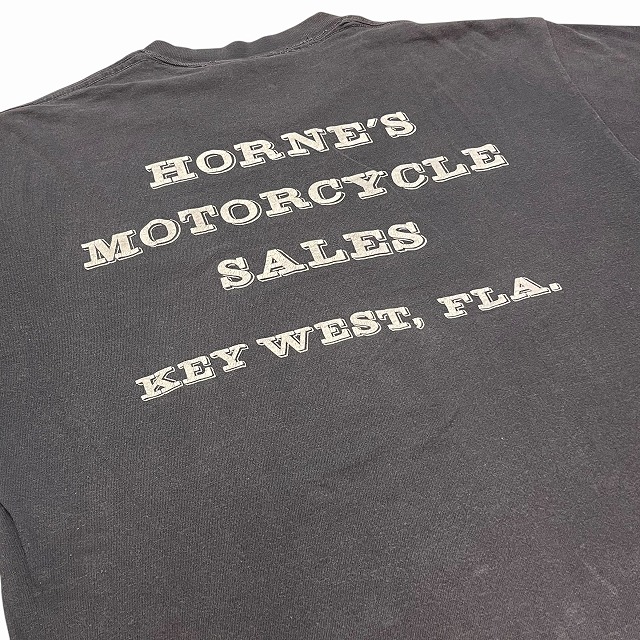 HORNE'S
MOTORCYCLE
SALES
KEY WEST, FLA.